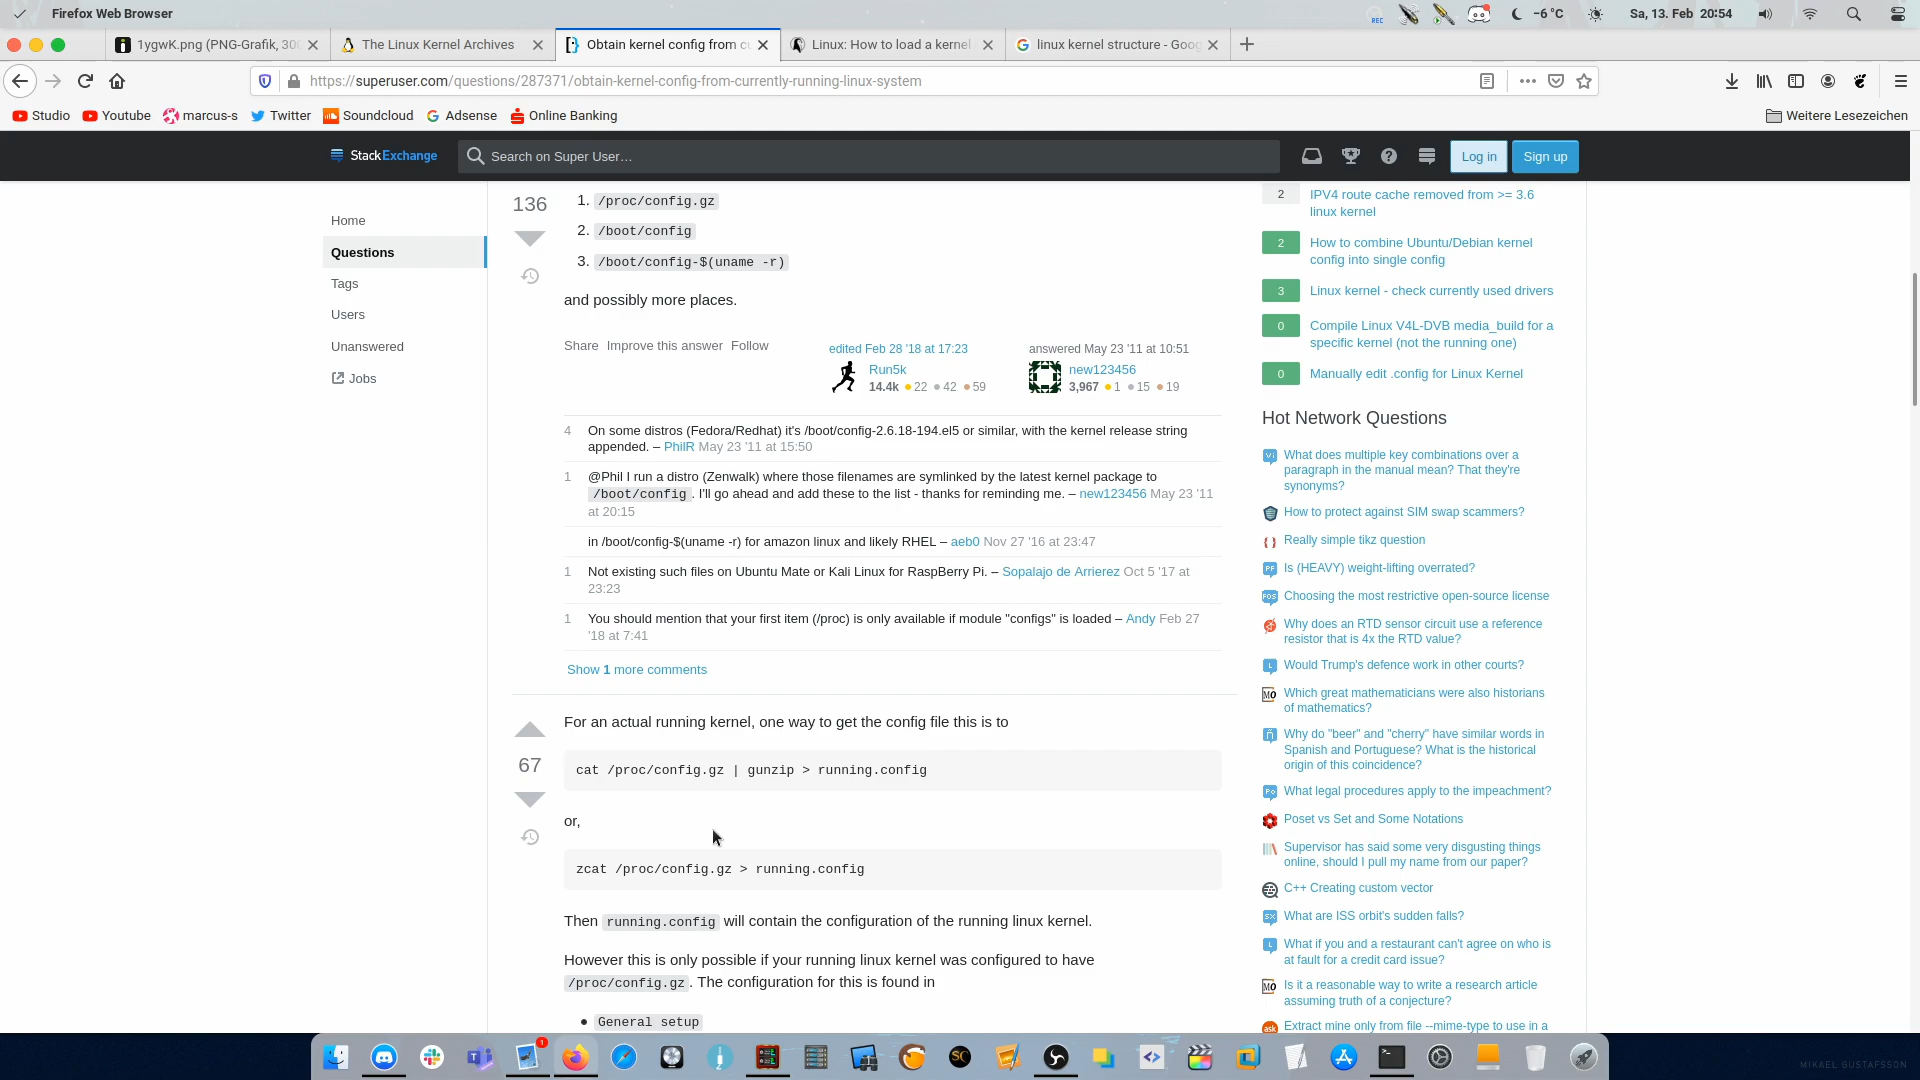 Firefox Web Browser
REC
−6 °C
Sa, 13. Feb 20:54
1ygwK.png (PNG-Grafik, 300
The Linux Kernel Archives
Obtain kernel config from cu
Linux: How to load a kernel
linux kernel structure - Goog
https://superuser.com/questions/287371/obtain-kernel-config-from-currently-running-linux-system
Studio
Youtube
marcus-s
Twitter
Soundcloud
Adsense
Online Banking
Weitere Lesezeichen
StackExchange
Search on Super User…
Log in
Sign up
Home
Questions
Tags
Users
Unanswered
Jobs
136
1. /proc/config.gz
2. /boot/config
3. /boot/config-$(uname -r)
and possibly more places.
Share Improve this answer Follow
edited Feb 28 '18 at 17:23
Run5k
14.4k 22 42 59
answered May 23 '11 at 10:51
new123456
3,967 1 15 19
4 On some distros (Fedora/Redhat) it's /boot/config-2.6.18-194.el5 or similar, with the kernel release string
appended. – PhilR May 23 '11 at 15:50
1 @Phil I run a distro (Zenwalk) where those filenames are symlinked by the latest kernel package to
/boot/config . I'll go ahead and add these to the list - thanks for reminding me. – new123456 May 23 '11
at 20:15
in /boot/config-$(uname -r) for amazon linux and likely RHEL – aeb0 Nov 27 '16 at 23:47
1 Not existing such files on Ubuntu Mate or Kali Linux for RaspBerry Pi. – Sopalajo de Arrierez Oct 5 '17 at
23:23
1 You should mention that your first item (/proc) is only available if module "configs" is loaded – Andy Feb 27
'18 at 7:41
Show 1 more comments
67
For an actual running kernel, one way to get the config file this is to
cat /proc/config.gz | gunzip > running.config
or,
zcat /proc/config.gz > running.config
Then running.config will contain the configuration of the running linux kernel.
However this is only possible if your running linux kernel was configured to have
/proc/config.gz . The configuration for this is found in
• General setup
2 IPV4 route cache removed from >= 3.6
linux kernel
2 How to combine Ubuntu/Debian kernel
config into single config
3 Linux kernel - check currently used drivers
0 Compile Linux V4L-DVB media_build for a
specific kernel (not the running one)
0 Manually edit .config for Linux Kernel
Hot Network Questions
What does multiple key combinations over a
paragraph in the manual mean? That they're
synonyms?
How to protect against SIM swap scammers?
Really simple tikz question
Is (HEAVY) weight-lifting overrated?
Choosing the most restrictive open-source license
Why does an RTD sensor circuit use a reference
resistor that is 4x the RTD value?
Would Trump's defence work in other courts?
Which great mathematicians were also historians
of mathematics?
Why do "beer" and "cherry" have similar words in
Spanish and Portuguese? What is the historical
origin of this coincidence?
What legal procedures apply to the impeachment?
Poset vs Set and Some Notations
Supervisor has said some very disgusting things
online, should I pull my name from our paper?
C++ Creating custom vector
What are ISS orbit's sudden falls?
What if you and a restaurant can't agree on who is
at fault for a credit card issue?
Is it a reasonable way to write a research article
assuming truth of a conjecture?
Extract mine only from file --mime-type to use in a
MIKAEL GUSTAFSSON